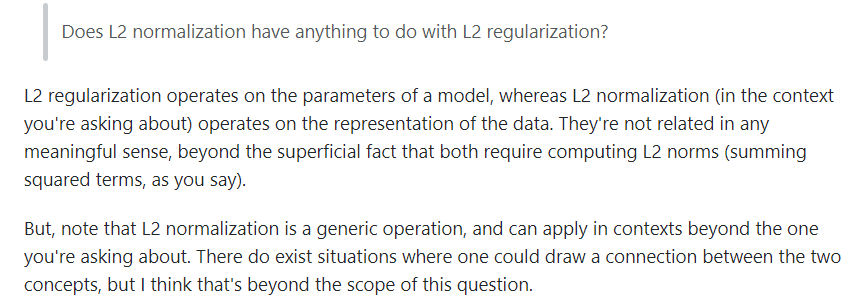 Does L2 normalization have anything to do with L2 regularization?
L2 regularization operates on the parameters of a model, whereas L2 normalization (in the context
you're asking about) operates on the representation of the data. They're not related in any
meaningful sense, beyond the superficial fact that both require computing L2 norms (summing
squared terms, as you say).
But, note that L2 normalization is a generic operation, and can apply in contexts beyond the one
you're asking about. There do exist situations where one could draw a connection between the two
concepts, but I think that's beyond the scope of this question.